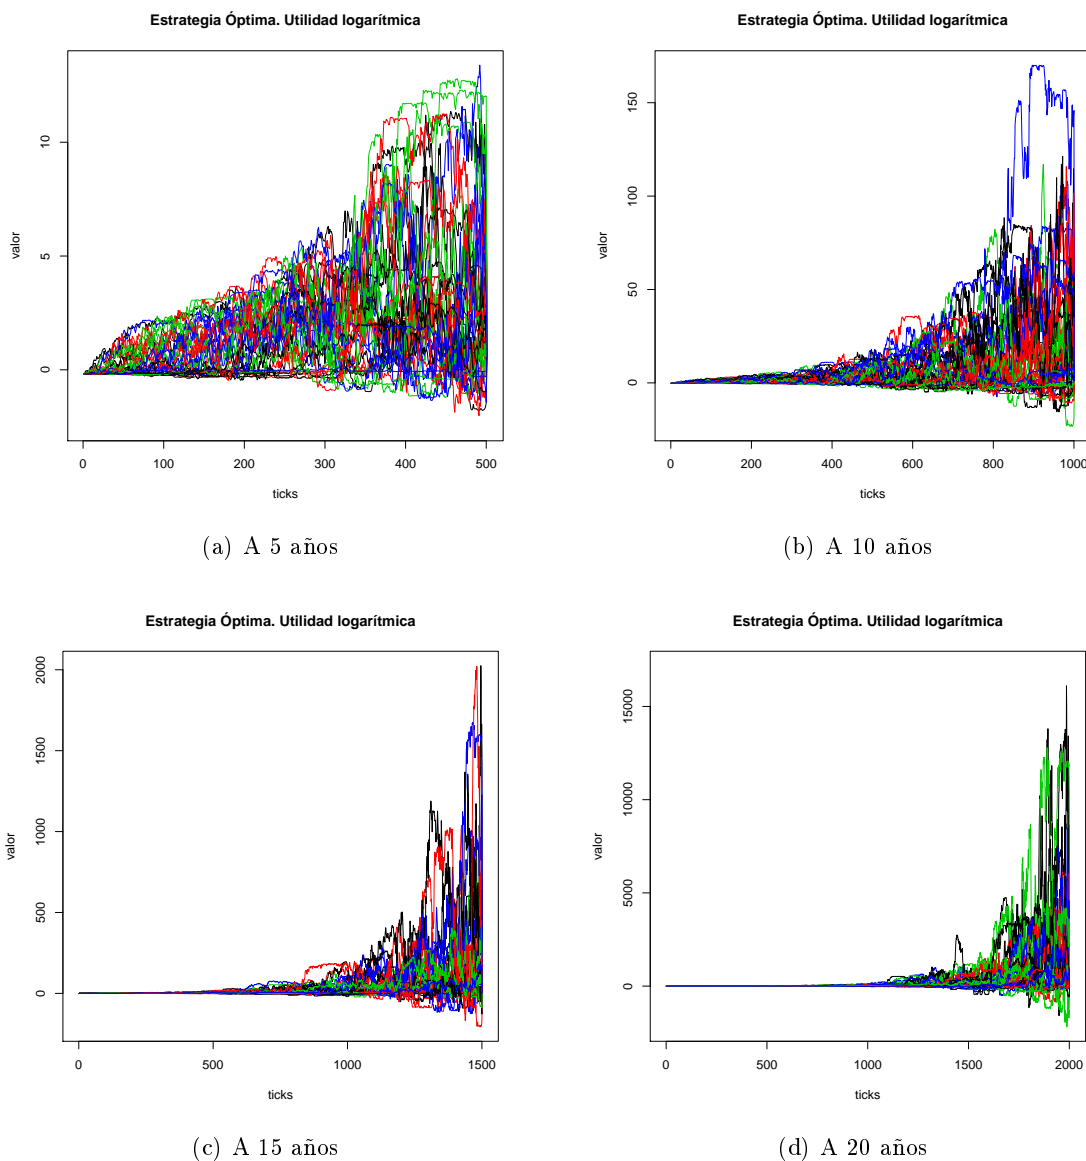 Estrategia Óptima. Utilidad logarítmica
valor
0 5 10
0 100 200 300 400 500
ticks
(a) A 5 años
Estrategia Óptima. Utilidad logarítmica
valor
0 50 100 150
0 200 400 600 800 1000
ticks
(b) A 10 años
Estrategia Óptima. Utilidad logarítmica
valor
0 500 1000 1500 2000
0 500 1000 1500
ticks
(c) A 15 años
Estrategia Óptima. Utilidad logarítmica
valor
0 5000 10000 15000
0 500 1000 1500 2000
ticks
(d) A 20 años